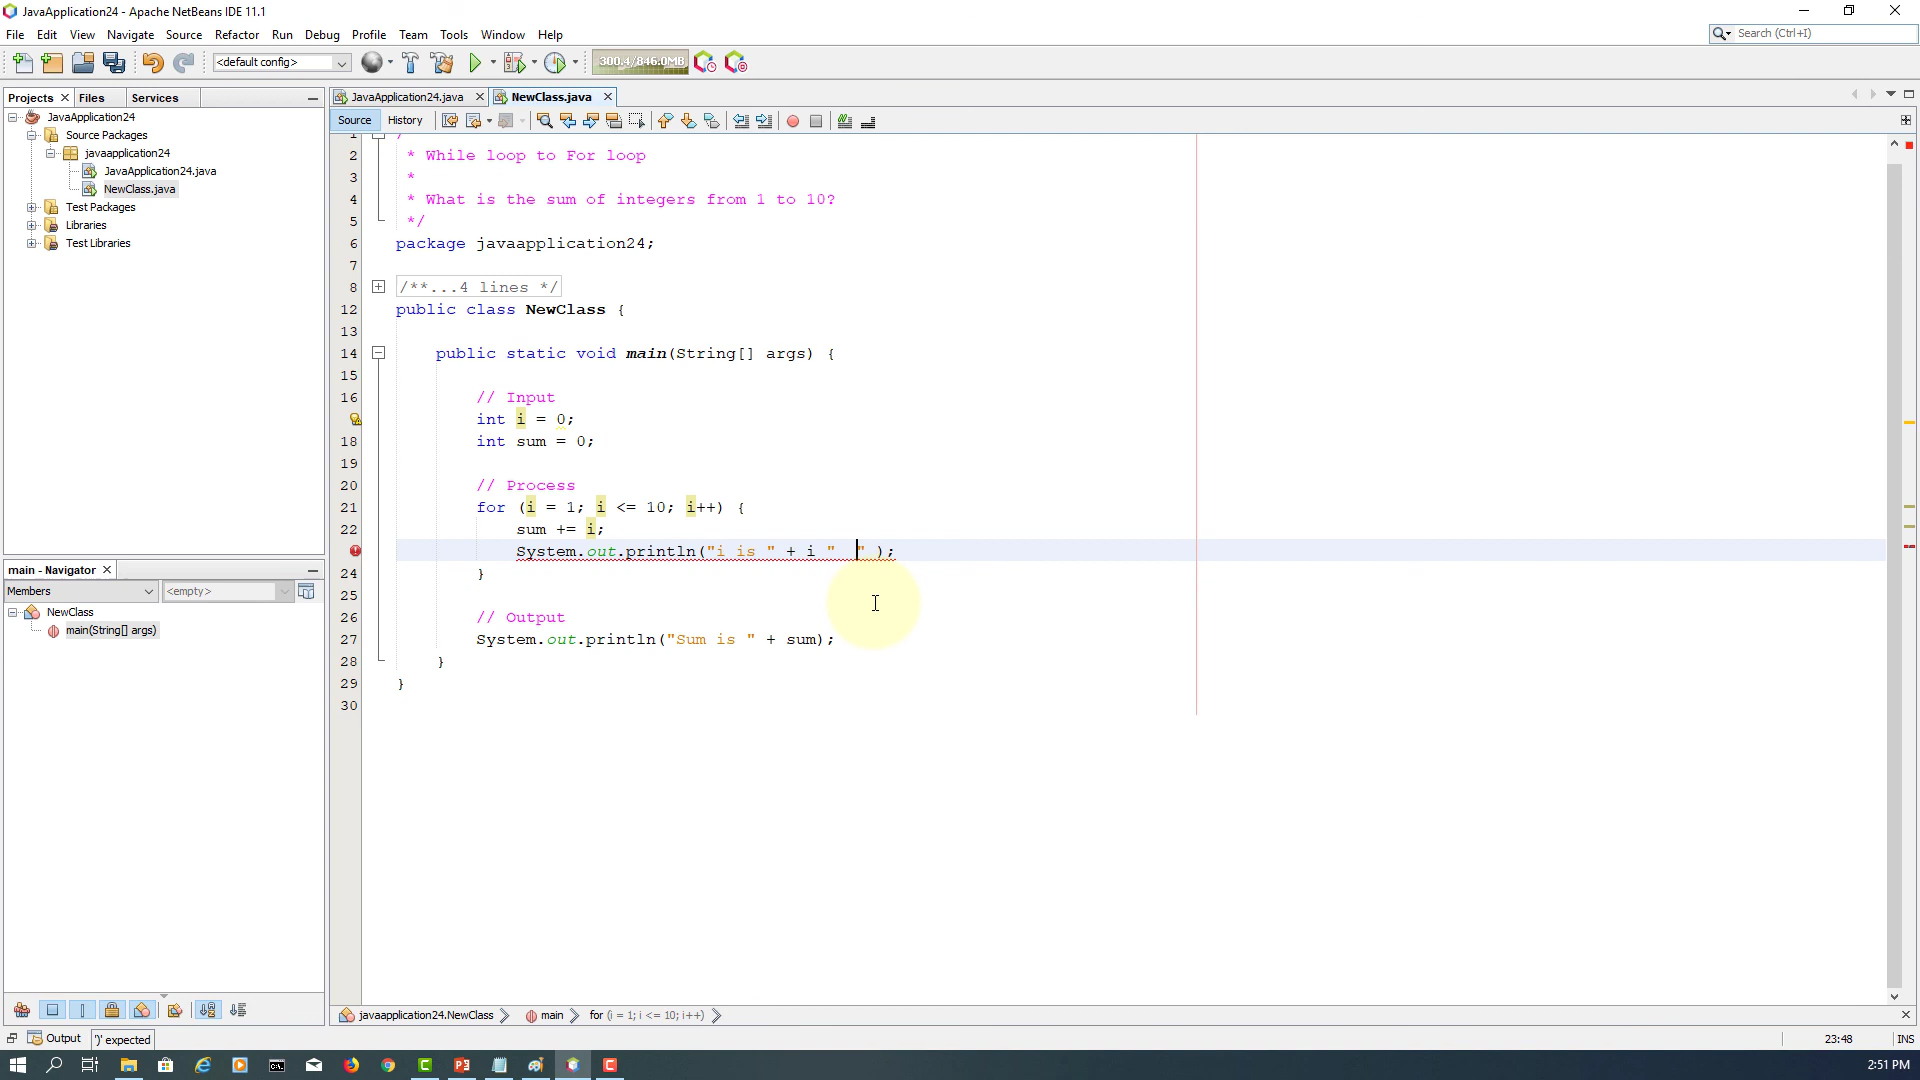 JavaApplication24 - Apache NetBeans IDE 11.1
File Edit View Navigate Source Refactor Run Debug Profile Team Tools Window Help
Search (Ctrl+I)
<default config>
300.4/846.0MB
Projects Files Services
JavaApplication24.java NewClass.java
JavaApplication24
Source Packages
javaapplication24
JavaApplication24.java
NewClass.java
Test Packages
Libraries
Test Libraries
Source History
2 * While loop to For loop
3 *
4 * What is the sum of integers from 1 to 10?
5 */
6 package javaapplication24;
7
8 /**...4 lines */
12 public class NewClass {
13
14 public static void main(String[] args) {
15
16 // Input
int i = 0;
18 int sum = 0;
19
20 // Process
21 for (i = 1; i <= 10; i++) {
22 sum += i;
System.out.println("i is " + i "  " );
24 }
25
26 // Output
27 System.out.println("Sum is " + sum);
28 }
29 }
30
main - Navigator
Members <empty>
NewClass
main(String[] args)
javaapplication24.NewClass main for (i = 1; i <= 10; i++)
Output ')' expected
23:48 INS
2:51 PM